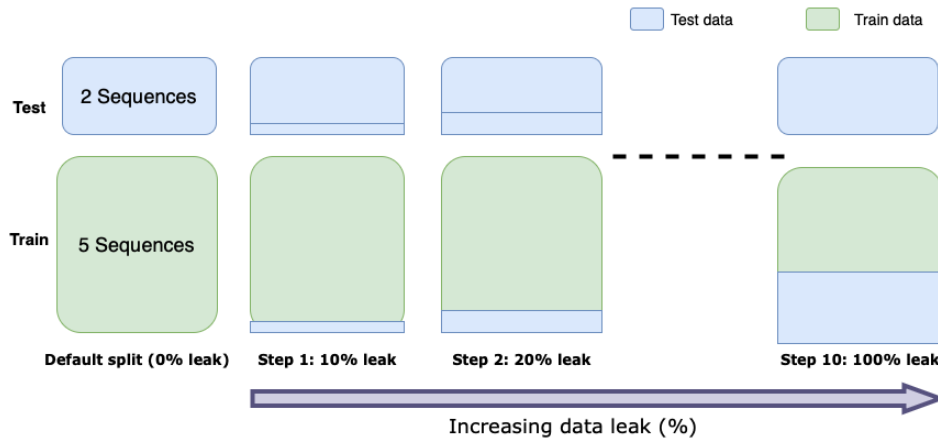 Test data
Train data
Test
2 Sequences
Train
5 Sequences
Default split (0% leak)
Step 1: 10% leak
Step 2: 20% leak
Step 10: 100% leak
Increasing data leak (%)